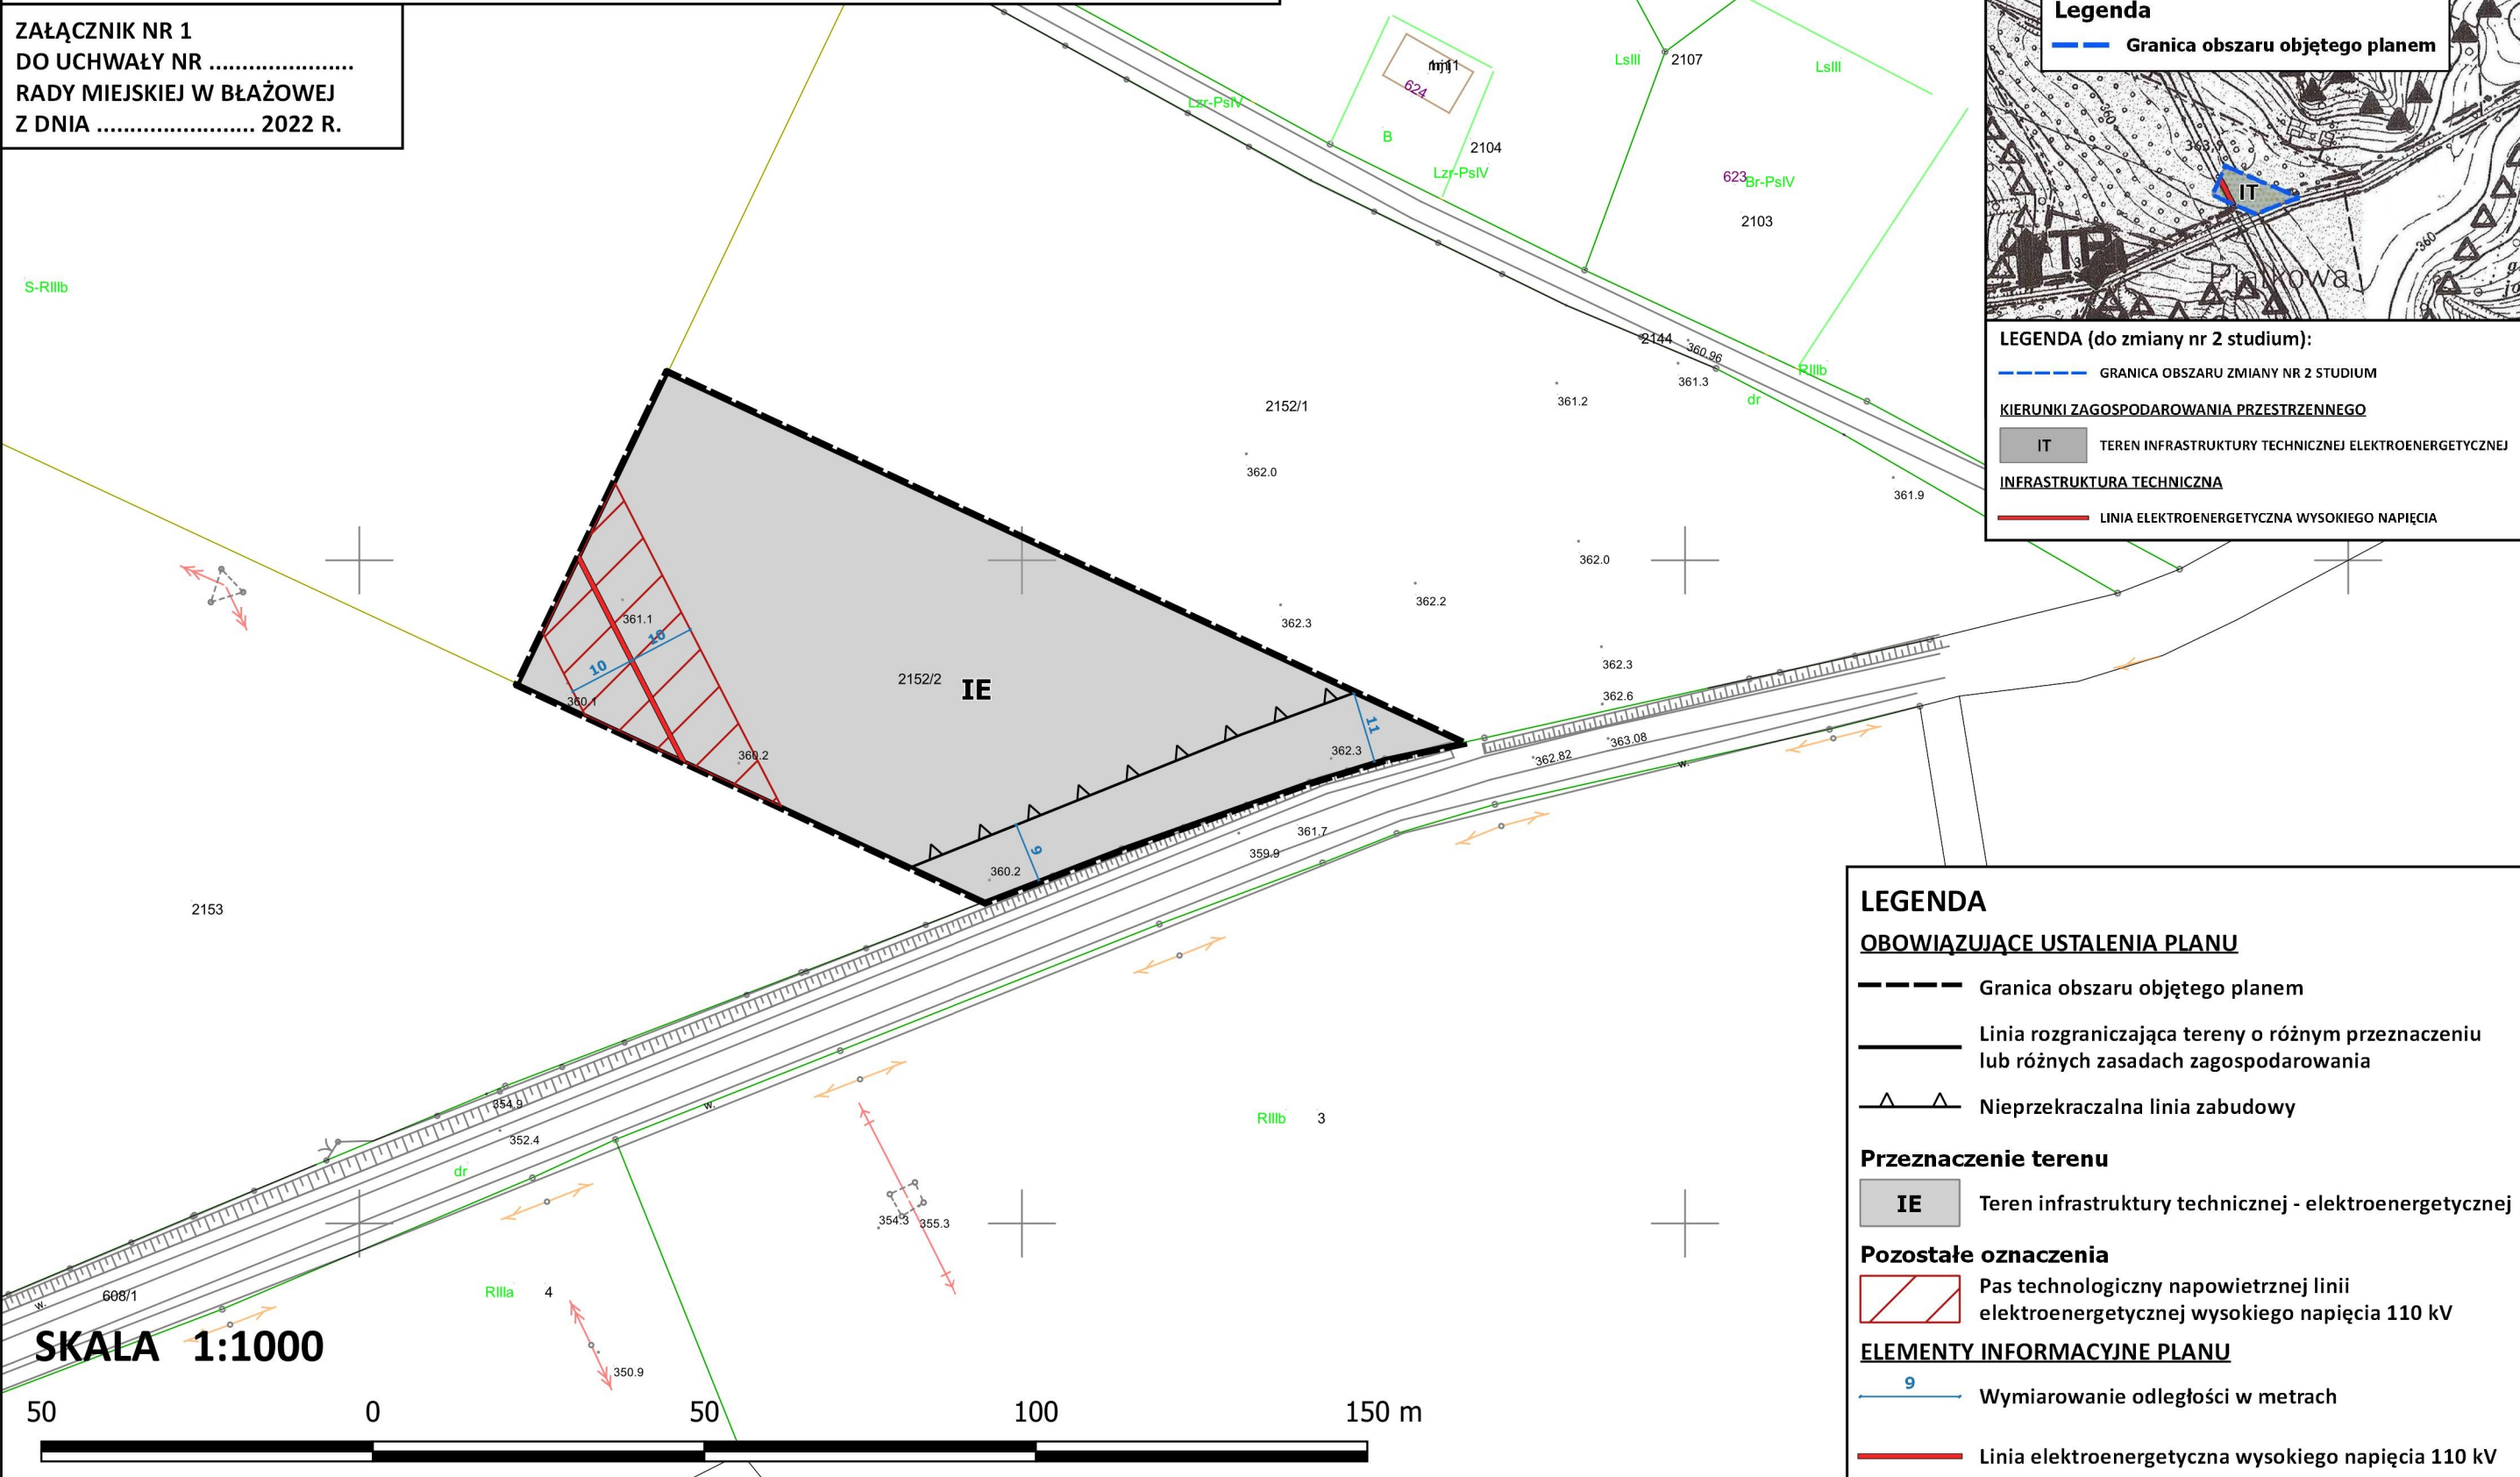 ZAŁĄCZNIK NR 1
DO UCHWAŁY NR ......................
RADY MIEJSKIEJ W BŁAŻOWEJ
Z DNIA ........................ 2022 R.
Legenda
Granica obszaru objętego planem
363,9
360
IT
360
LEGENDA (do zmiany nr 2 studium):
GRANICA OBSZARU ZMIANY NR 2 STUDIUM
KIERUNKI ZAGOSPODAROWANIA PRZESTRZENNEGO
IT TEREN INFRASTRUKTURY TECHNICZNEJ ELEKTROENERGETYCZNEJ
INFRASTRUKTURA TECHNICZNA
LINIA ELEKTROENERGETYCZNA WYSOKIEGO NAPIĘCIA
624
Lzr-PsIV
B
2104
Lzr-PsIV
LsIII
2107
LsIII
623
Br-PsIV
2103
S-RIIIb
2144
360.96
361.3
RIIIb
dr
361.2
2152/1
362.0
361.9
362.0
362.2
362.3
361.1
10
10
360.1
2152/2
IE
360.2
362.3
362.6
11
362.3
363.08
362.82
w.
9
360.2
361.7
359.9
2153
354.9
352.4
dr
w.
RIIIb 3
354.3
355.3
RIIIa 4
608/1
w.
350.9
SKALA 1:1000
50 0 50 100 150 m
LEGENDA
OBOWIĄZUJĄCE USTALENIA PLANU
Granica obszaru objętego planem
Linia rozgraniczająca tereny o różnym przeznaczeniu
lub różnych zasadach zagospodarowania
Nieprzekraczalna linia zabudowy
Przeznaczenie terenu
IE Teren infrastruktury technicznej - elektroenergetycznej
Pozostałe oznaczenia
Pas technologiczny napowietrznej linii
elektroenergetycznej wysokiego napięcia 110 kV
ELEMENTY INFORMACYJNE PLANU
9 Wymiarowanie odległości w metrach
Linia elektroenergetyczna wysokiego napięcia 110 kV